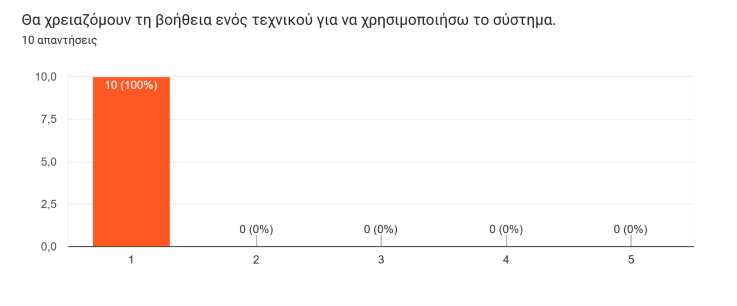 Θα χρειαζόμουν τη βοήθεια ενός τεχνικού για να χρησιμοποιήσω το σύστημα.
10 απαντήσεις
10,0
10 (100%)
7,5
5,0
2,5
0 (0%) 0 (0%) 0 (0%) 0 (0%)
0,0
1 2 3 4 5